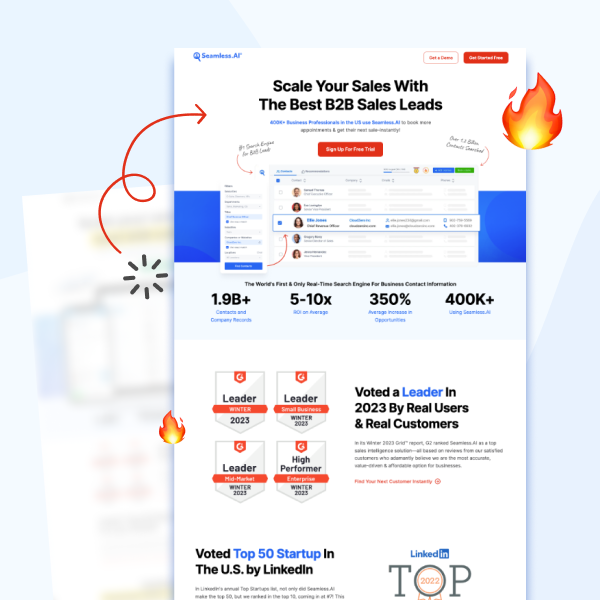 Seamless.AI
Get a Demo
Get Started Free
Scale Your Sales With
The Best B2B Sales Leads
400K+ Business Professionals in the US use Seamless.AI to book more
appointments & get their next sale-instantly!
Sign Up For Free Trial
#1 Search Engine
for B2B Leads
Over 1.2 Billion
Contacts Searched
Contacts
Ella Jones
Chief Revenue Officer
The World's First & Only Real-Time Search Engine For Business Contact Information
1.9B+
Contacts and
Company Records
5-10x
ROI on Average
350%
Average Increase in
Opportunities
400K+
Using Seamless.AI
Leader
WINTER
2023
Leader
Small Business
WINTER
2023
Leader
Mid-Market
WINTER
2023
High
Performer
Enterprise
WINTER
2023
Voted a Leader In
2023 By Real Users
& Real Customers
In its Winter 2023 Grid™ report, G2 ranked Seamless.AI as a top
sales intelligence solution—all based on reviews from our satisfied
customers who adamantly believe we are the most accurate,
value-driven & affordable option for businesses.
Find Your Next Customer Instantly
Voted Top 50 Startup In
The U.S. by LinkedIn
In LinkedIn's annual Top Startups list, not only did Seamless.AI
make the top 50, but we ranked in the top 10, coming in at #7! This
LinkedIn
TOP
2022